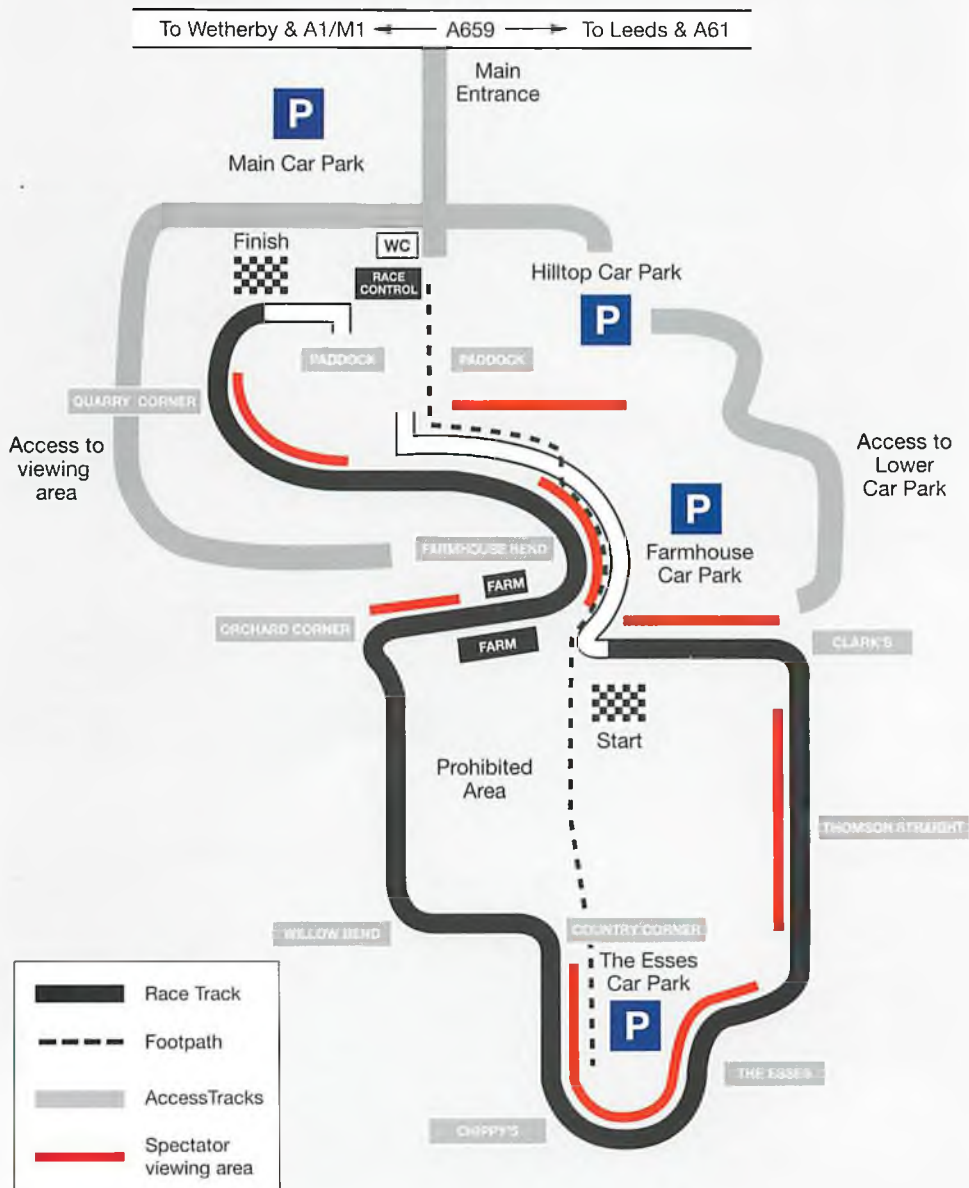 To Wetherby & A1/M1 A659 To Leeds & A61
Main
Entrance
P
Main Car Park
Finish
WC
RACE
CONTROL
Hilltop Car Park
P
PADDOCK
PADDOCK
QUARRY CORNER
Access to
viewing
area
Access to
Lower
Car Park
P
Farmhouse
Car Park
FARMHOUSE BEND
FARM
ORCHARD CORNER
FARM
CLARK'S
Start
Prohibited
Area
THOMSON STRAIGHT
WILLOW BEND
COUNTRY CORNER
The Esses
Car Park
P
THE ESSES
CHIPPY'S
Race Track
Footpath
AccessTracks
Spectator
viewing area